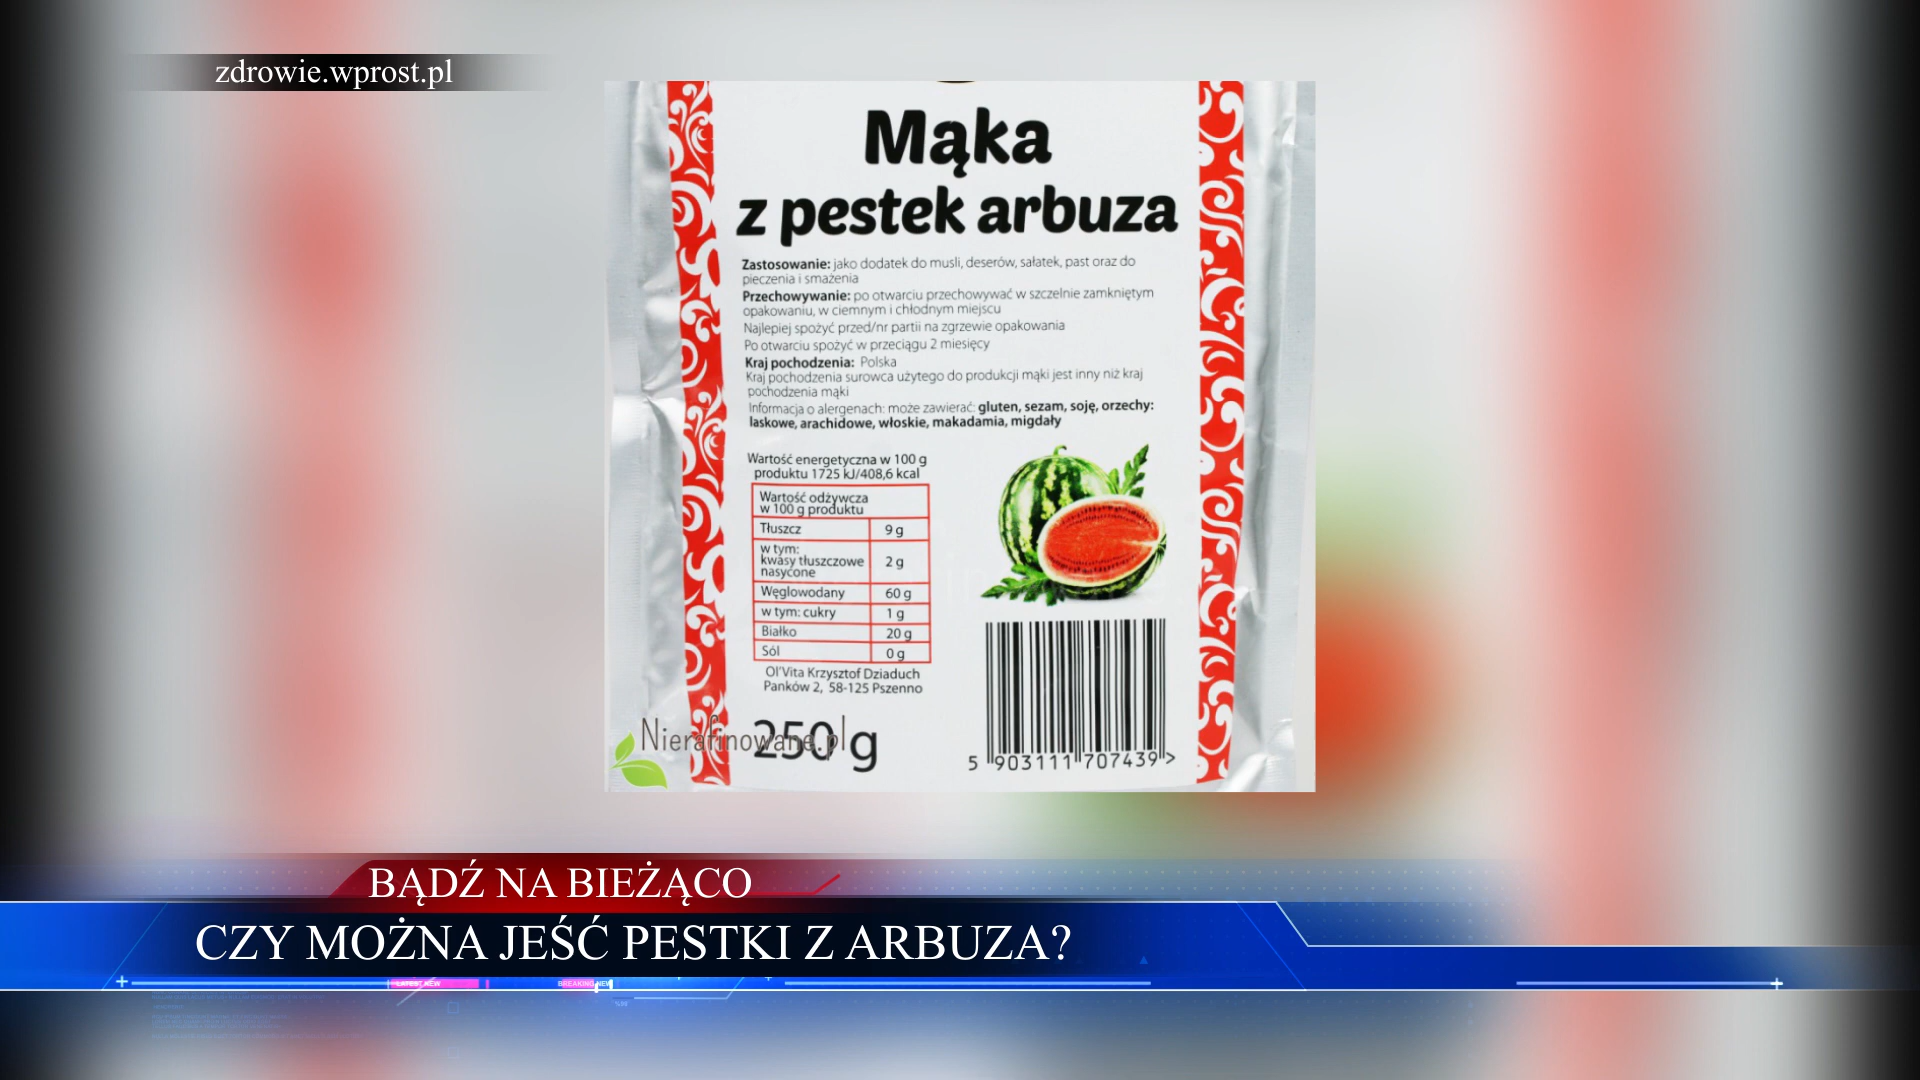 zdrowie.wprost.pl
Mąka
z pestek arbuza
Zastosowanie: jako dodatek do musli, deserów, sałatek, past oraz do
pieczenia i smażenia
Przechowywanie: po otwarciu przechowywać w szczelnie zamkniętym
opakowaniu, w ciemnym i chłodnym miejscu
Najlepiej spożyć przed/nr partii na zgrzewie opakowania
Po otwarciu spożyć w przeciągu 2 miesięcy
Kraj pochodzenia: Polska
Kraj pochodzenia surowca użytego do produkcji mąki jest inny niż kraj
pochodzenia mąki
Informacja o alergenach: może zawierać: gluten, sezam, soję, orzechy:
laskowe, arachidowe, włoskie, makadamia, migdały
Wartość energetyczna w 100 g
produktu 1725 kJ/408,6 kcal
Wartość odżywcza
w 100 g produktu
Tłuszcz 9 g
w tym:
kwasy tłuszczowe 2 g
nasycone
Węglowodany 60 g
w tym: cukry 1 g
Białko 20 g
Sól 0 g
Ol'Vita Krzysztof Dziaduch
Panków 2, 58-125 Pszenno
Nierafinowane.pl
250 g
5 903111 707439 >
BĄDŹ NA BIEŻĄCO
CZY MOŻNA JEŚĆ PESTKI Z ARBUZA?
LATEST NEW
BREAKING NEW